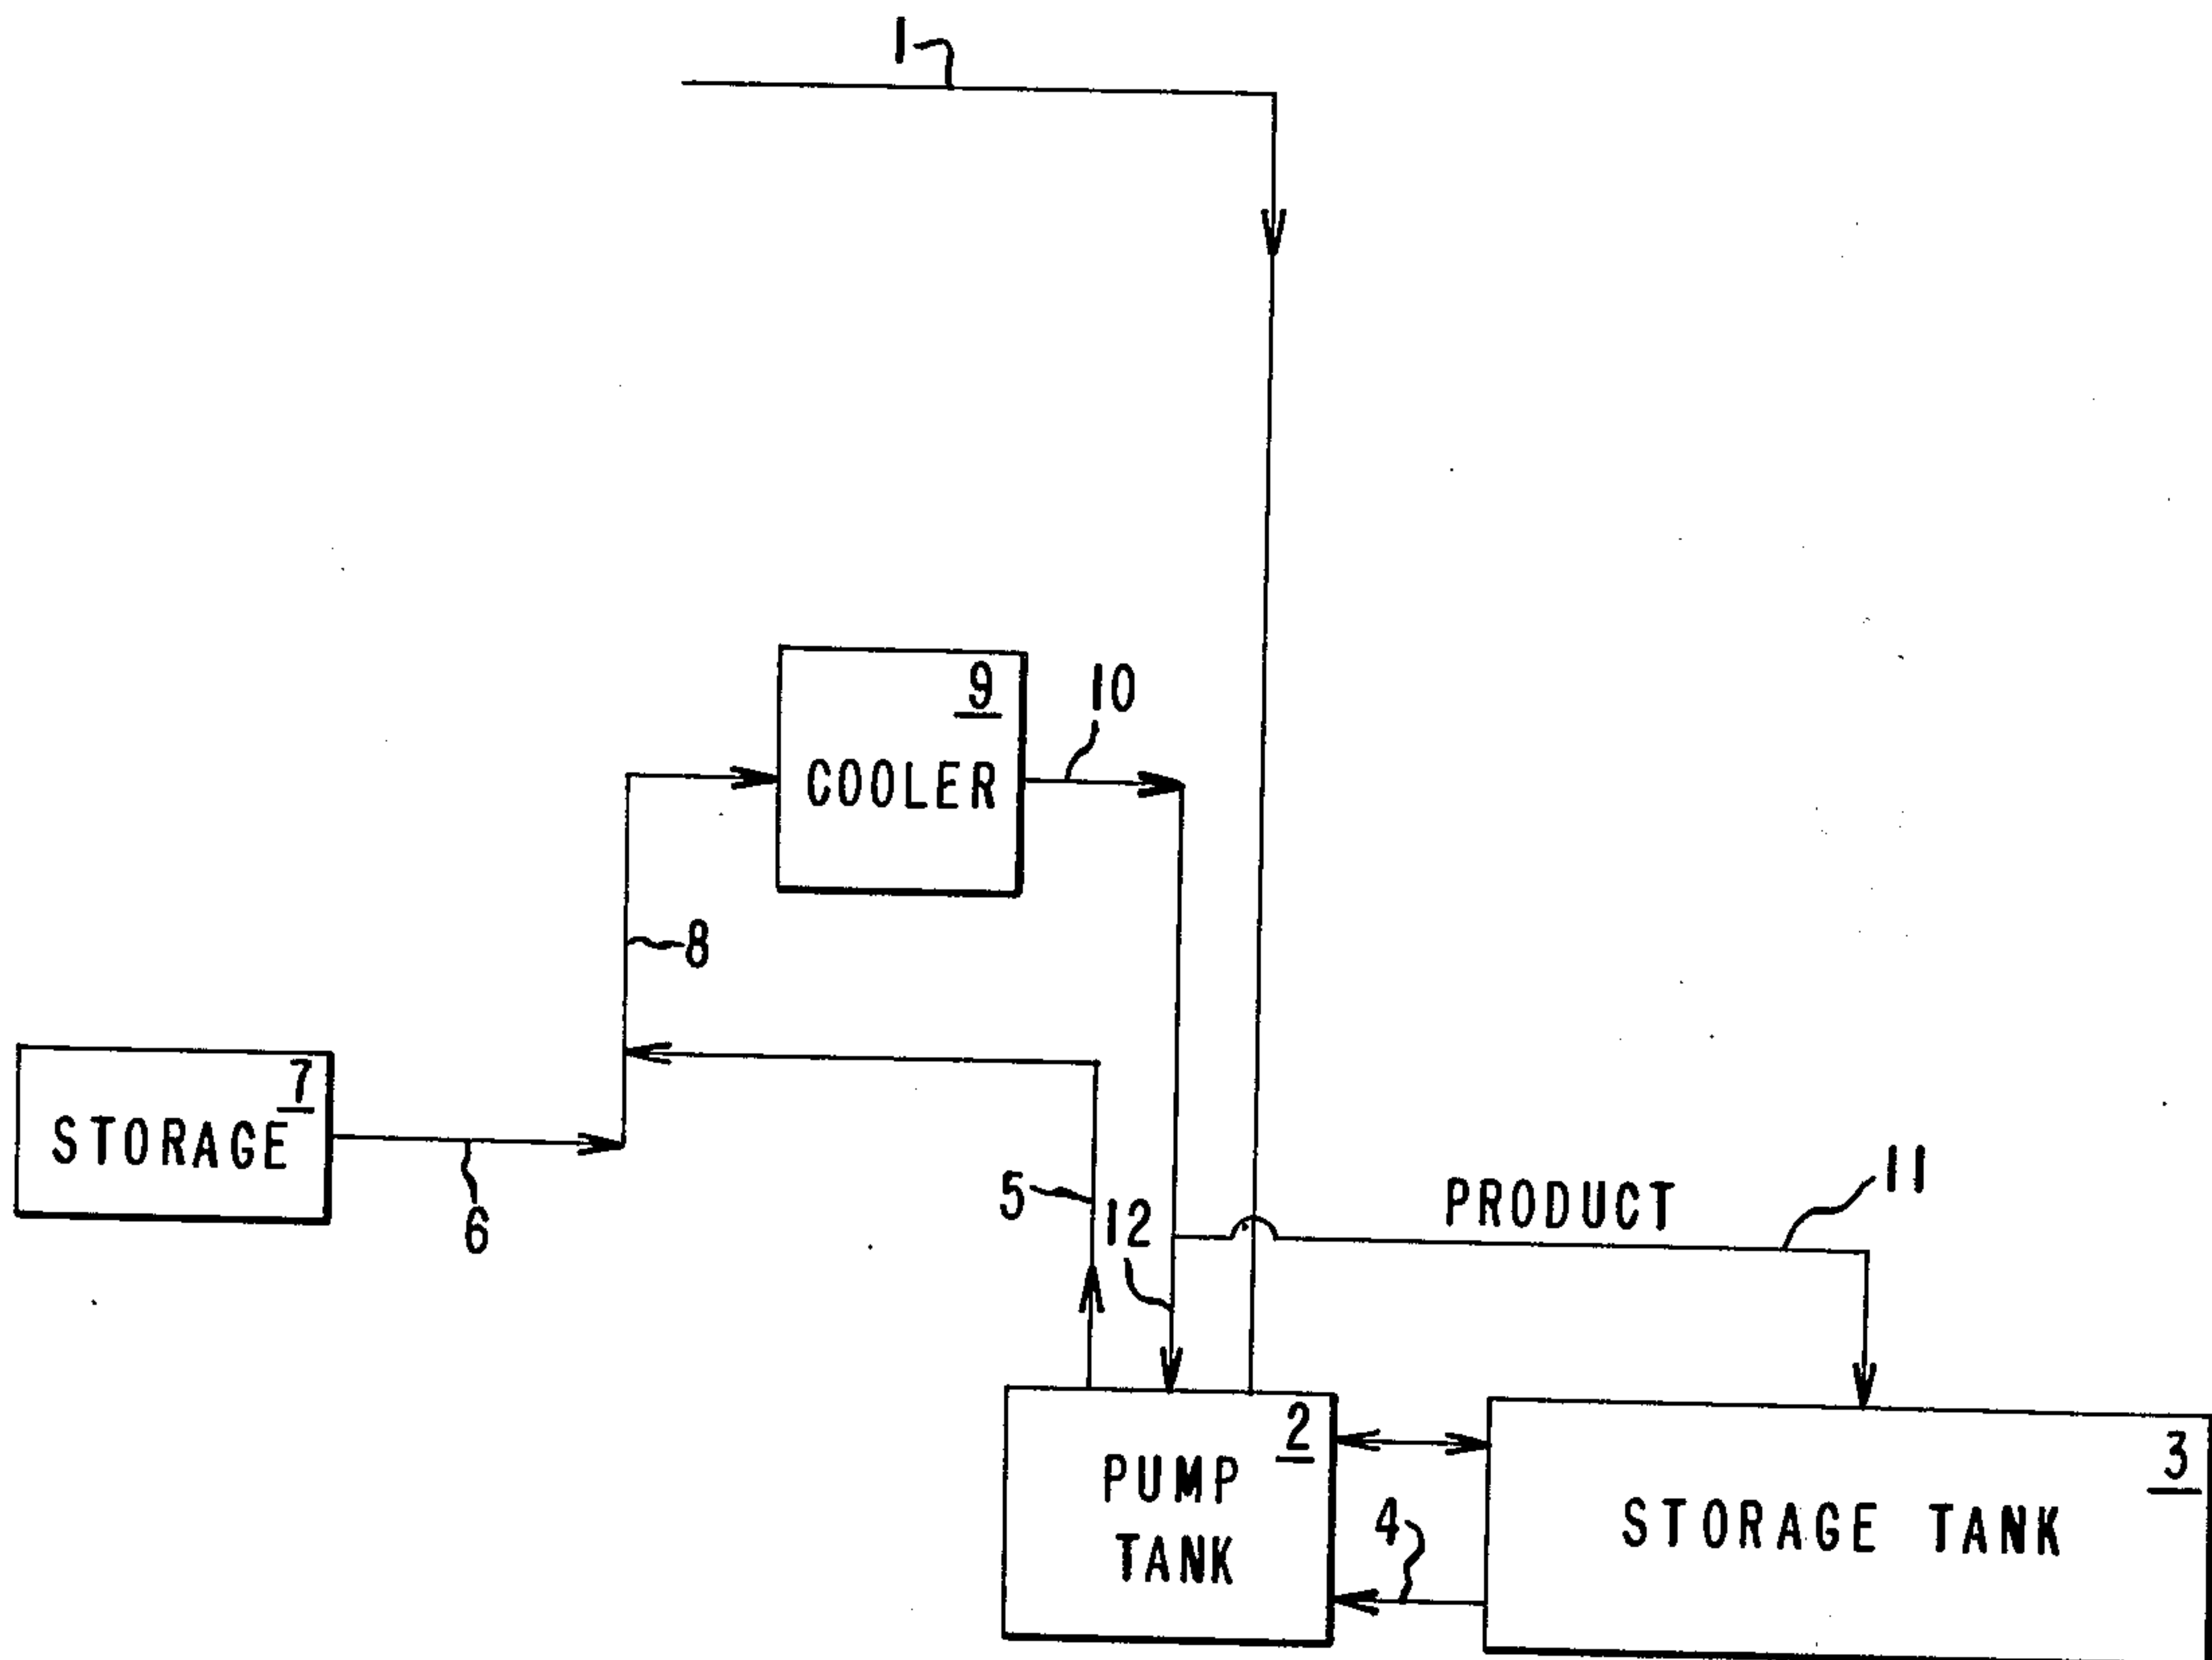 1
9
10
COOLER
8
7
STORAGE
6
5
12
PRODUCT
11
2
PUMP
TANK
4
3
STORAGE TANK